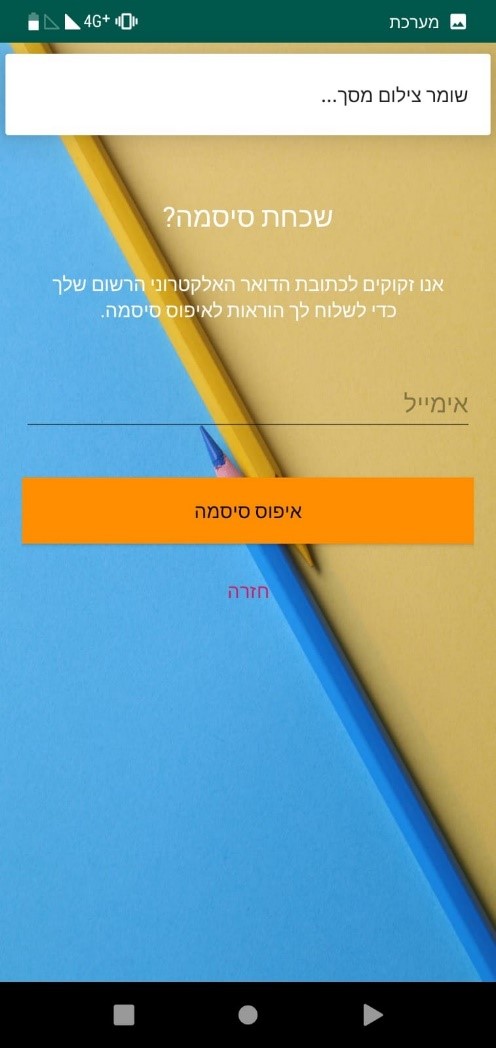 מערכת
4G+
שומר צילום מסך...
שכחת סיסמה?
אנו זקוקים לכתובת הדואר האלקטרוני הרשום שלך
כדי לשלוח לך הוראות לאיפוס סיסמה.
אימייל
איפוס סיסמה
חזרה